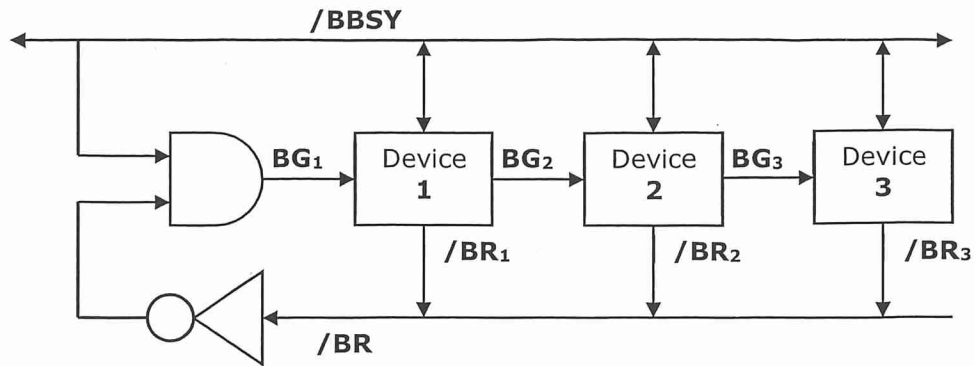 /BBSY
BG₁
Device
1
BG₂
Device
2
BG₃
Device
3
/BR₁
/BR₂
/BR₃
/BR